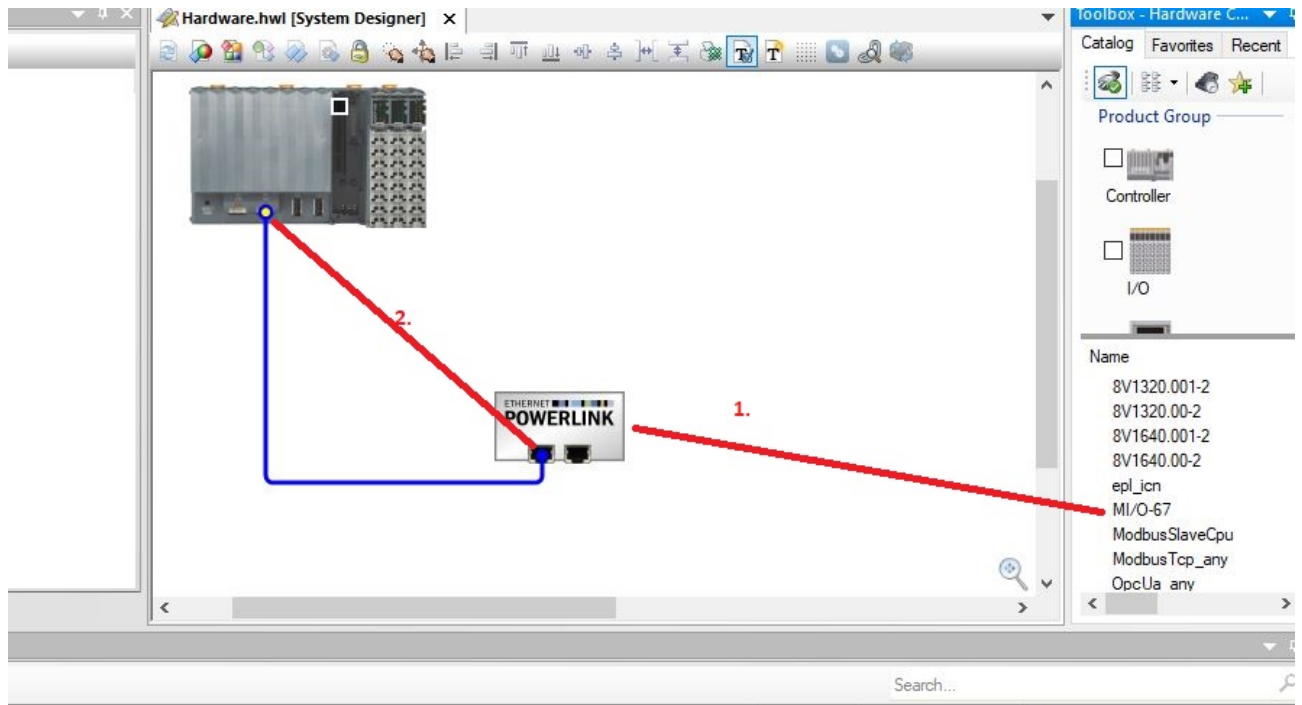 Hardware.hwl [System Designer]
Toolbox - Hardware C...
Catalog Favorites Recent
Product Group
Controller
I/O
2.
ETHERNET
POWERLINK
1.
Name
8V1320.001-2
8V1320.00-2
8V1640.001-2
8V1640.00-2
epl_icn
MI/O-67
ModbusSlaveCpu
ModbusTcp_any
OpcUa_any
Search...